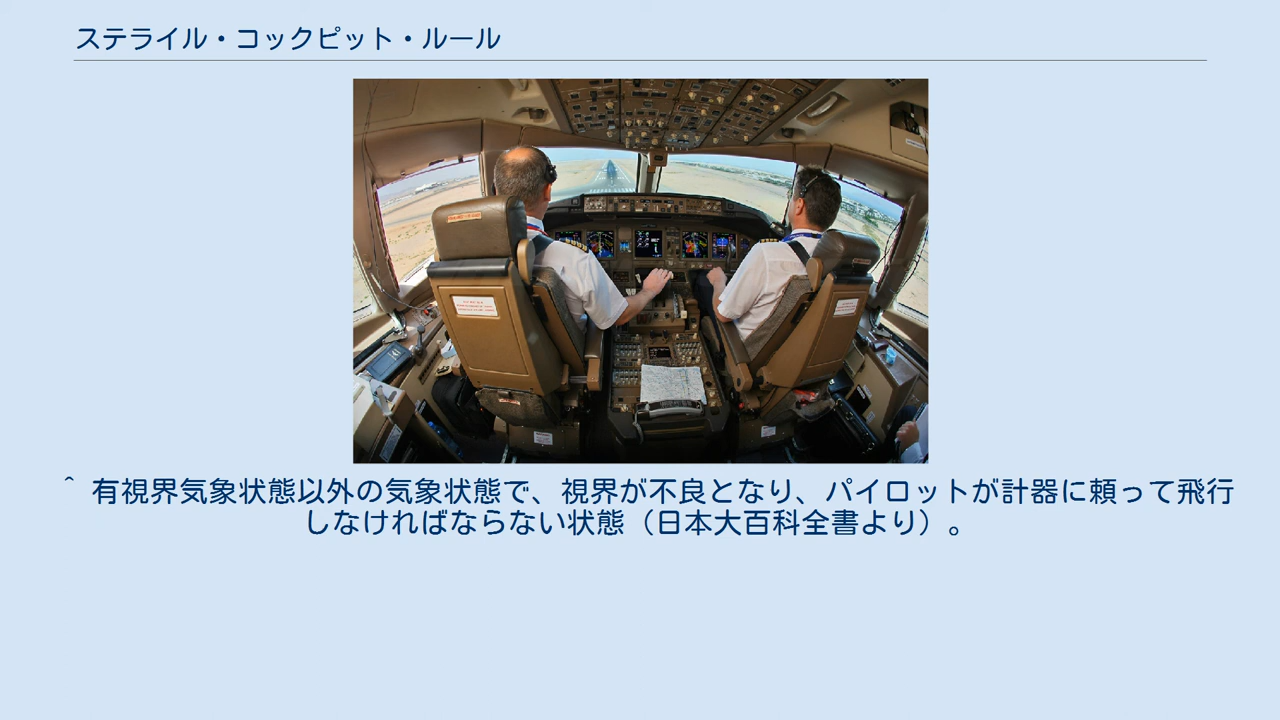 ステライル・コックピット・ルール
^ 有視界気象状態以外の気象状態で、視界が不良となり、パイロットが計器に頼って飛行
しなければならない状態（日本大百科全書より）。